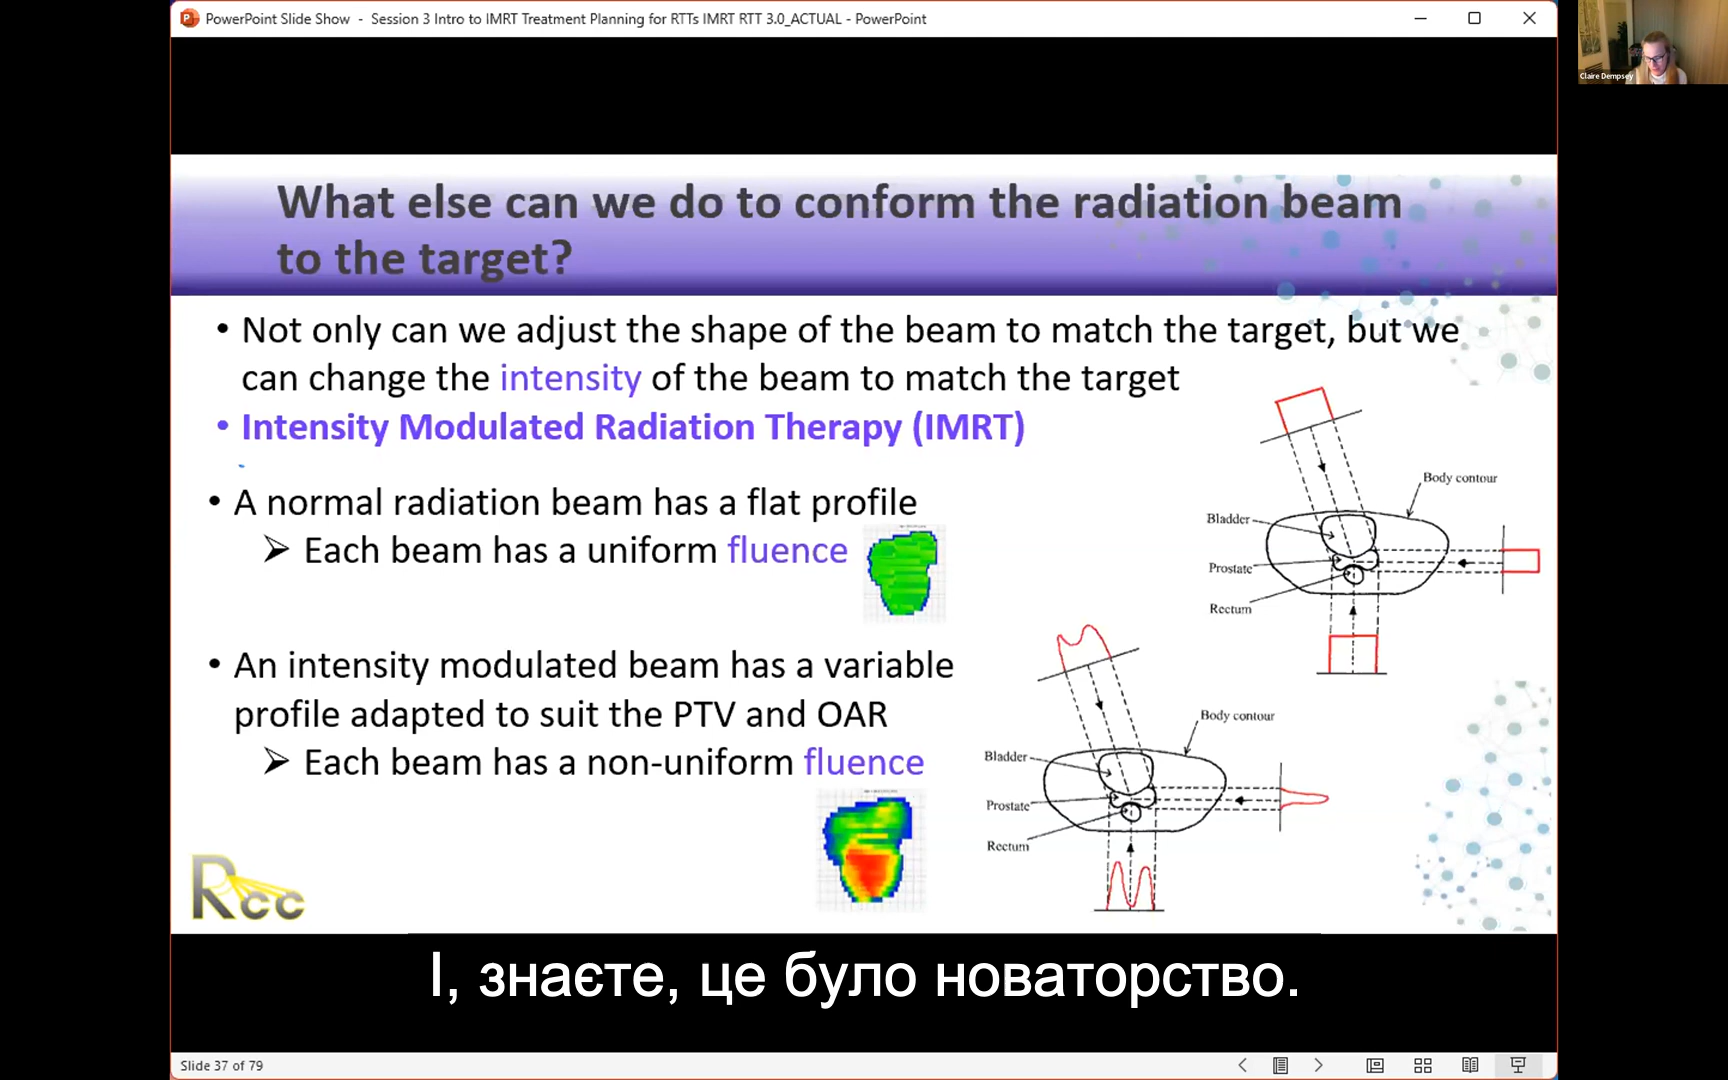 PowerPoint Slide Show - Session 3 Intro to IMRT Treatment Planning for RTTs IMRT RTT 3.0_ACTUAL - PowerPoint
Claire Dempsey
What else can we do to conform the radiation beam
to the target?
• Not only can we adjust the shape of the beam to match the target, but we
can change the intensity of the beam to match the target
• Intensity Modulated Radiation Therapy (IMRT)
• A normal radiation beam has a flat profile
➢ Each beam has a uniform fluence
Body contour
Bladder
Prostate
Rectum
• An intensity modulated beam has a variable
profile adapted to suit the PTV and OAR
➢ Each beam has a non-uniform fluence
Body contour
Bladder
Prostate
Rectum
Rcc
І, знаєте, це було новаторство.
Slide 37 of 79